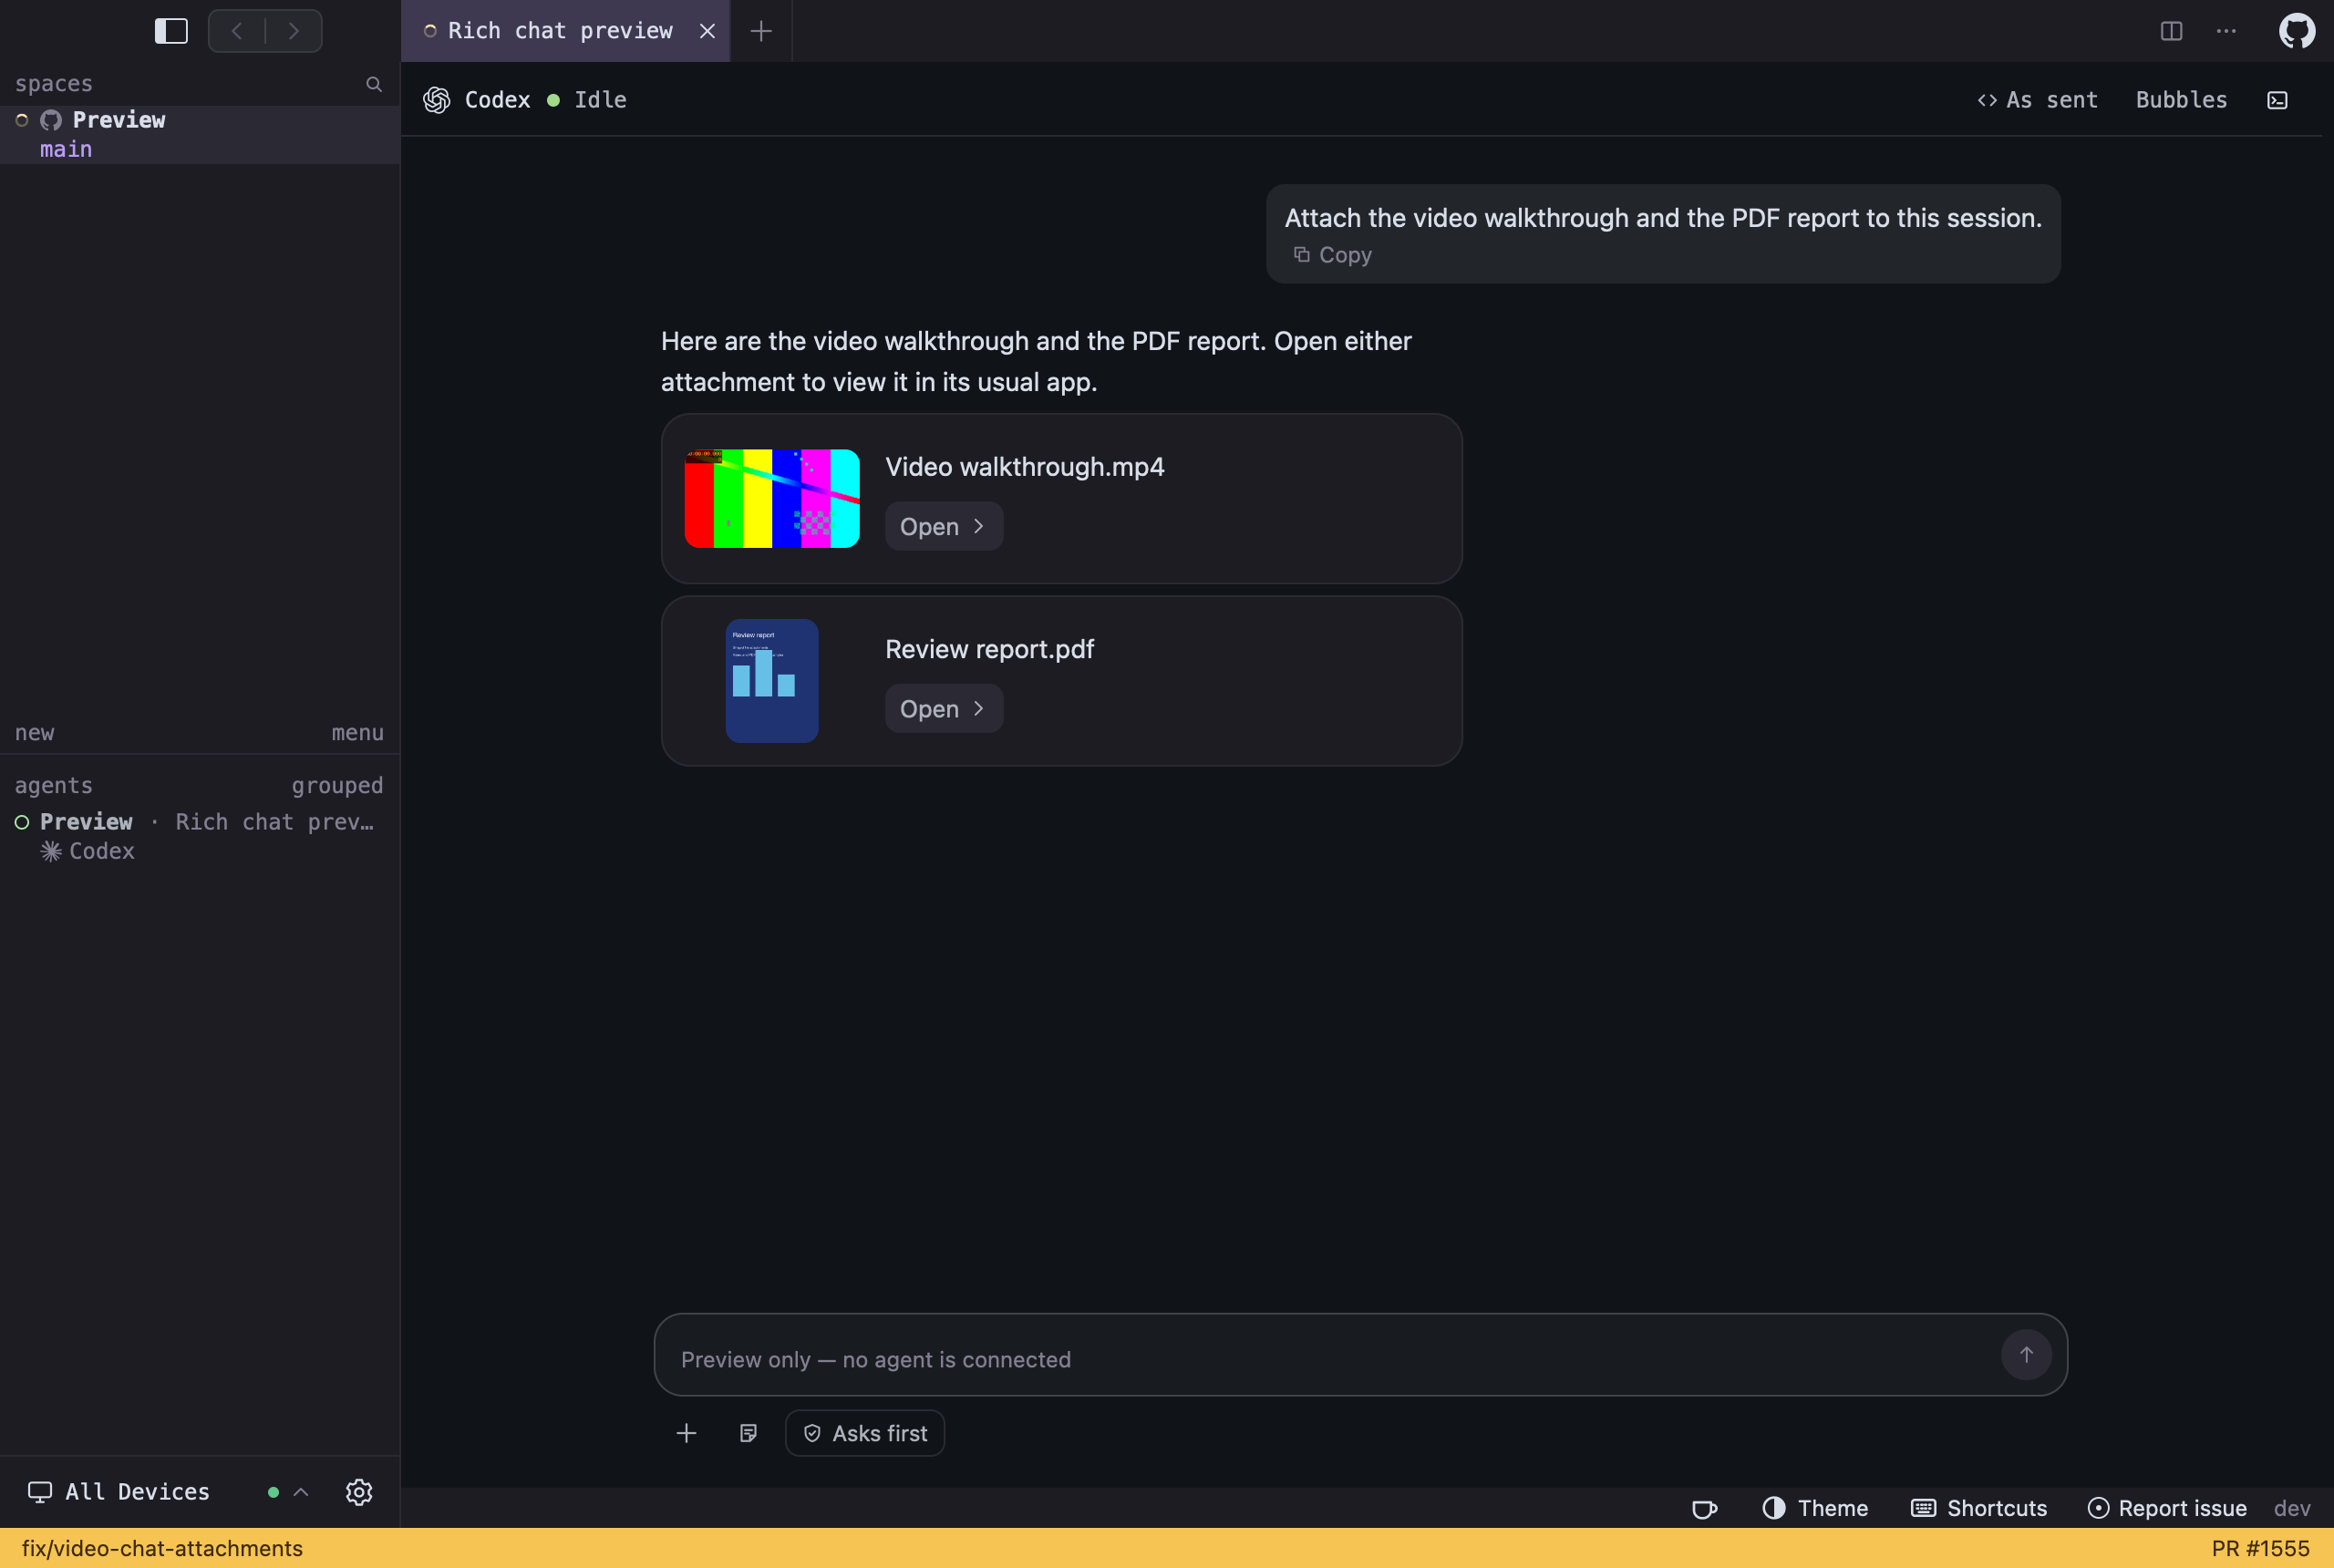 Rich chat preview
spaces
Preview
main
Codex Idle
As sent Bubbles
Attach the video walkthrough and the PDF report to this session.
Copy
Here are the video walkthrough and the PDF report. Open either
attachment to view it in its usual app.
Video walkthrough.mp4
Open
Review report
Review report.pdf
Open
new menu
agents grouped
Preview · Rich chat prev…
Codex
Preview only — no agent is connected
Asks first
All Devices
Theme Shortcuts Report issue dev
fix/video-chat-attachments PR #1555